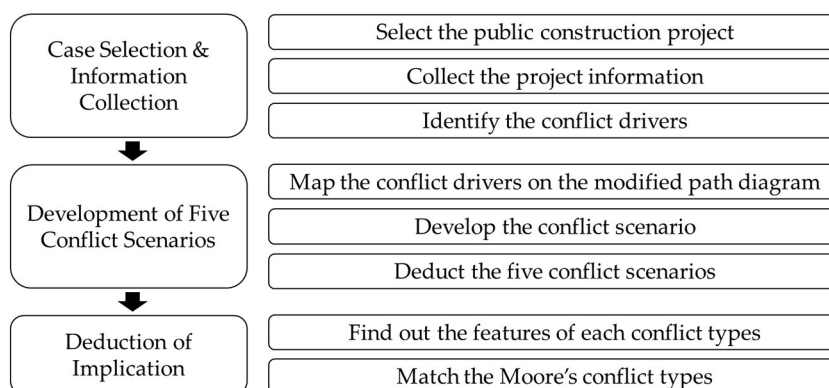 Case Selection &
Information
Collection
Select the public construction project
Collect the project information
Identify the conflict drivers
Development of Five
Conflict Scenarios
Map the conflict drivers on the modified path diagram
Develop the conflict scenario
Deduct the five conflict scenarios
Deduction of
Implication
Find out the features of each conflict types
Match the Moore's conflict types